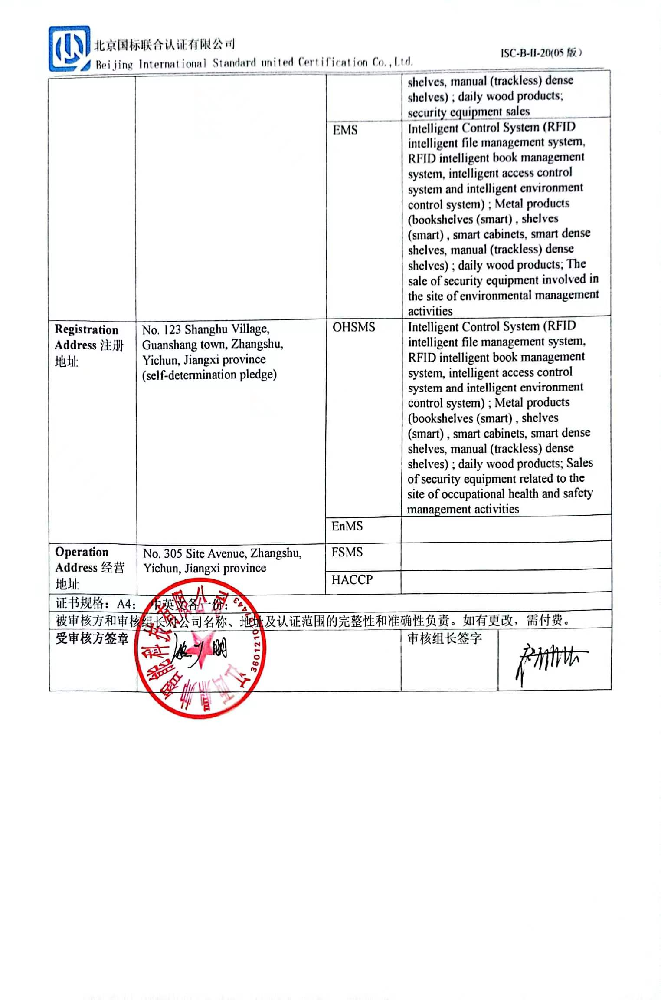 北京国标联合认证有限公司
Beijing International Standard united Certification Co.,Ltd.
ISC-B-II-20(05 版)
shelves, manual (trackless) dense
shelves) ; daily wood products;
security equipment sales
EMS
Intelligent Control System (RFID
intelligent file management system,
RFID intelligent book management
system, intelligent access control
system and intelligent environment
control system) ; Metal products
(bookshelves (smart) , shelves
(smart) , smart cabinets, smart dense
shelves, manual (trackless) dense
shelves) ; daily wood products; The
sale of security equipment involved in
the site of environmental management
activities
Registration
Address 注册
地址
No. 123 Shanghu Village,
Guanshang town, Zhangshu,
Yichun, Jiangxi province
(self-determination pledge)
OHSMS
Intelligent Control System (RFID
intelligent file management system,
RFID intelligent book management
system, intelligent access control
system and intelligent environment
control system) ; Metal products
(bookshelves (smart) , shelves
(smart) , smart cabinets, smart dense
shelves, manual (trackless) dense
shelves) ; daily wood products; Sales
of security equipment related to the
site of occupational health and safety
management activities
EnMS
Operation
Address 经营
地址
No. 305 Site Avenue, Zhangshu,
Yichun, Jiangxi province
FSMS
HACCP
证书规格：A4； 中英文各一份；
被审核方和审核组长对公司名称、地址及认证范围的完整性和准确性负责。如有更改，需付费。
受审核方签章
审核组长签字
智能科技有限公司